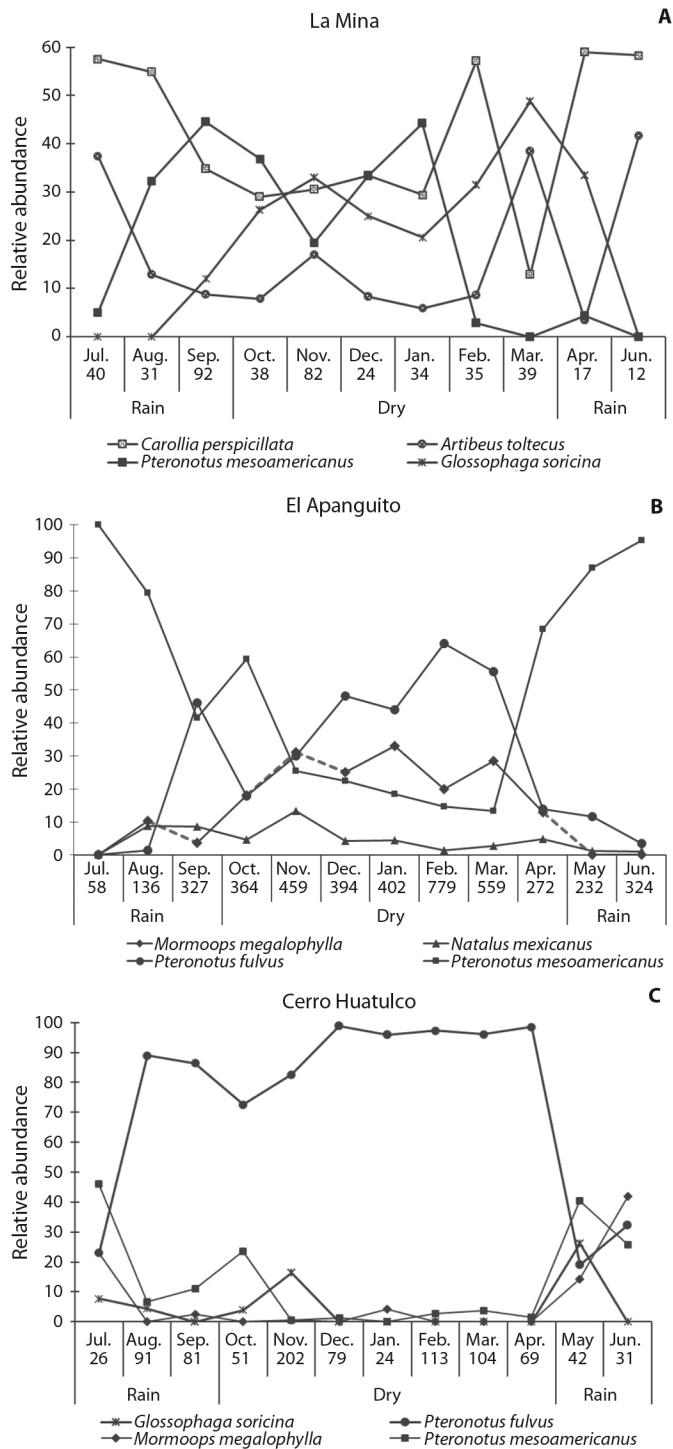 La Mina
A
Relative abundance
60
50
40
30
20
10
0
Jul. Aug. Sep. Oct. Nov. Dec. Jan. Feb. Mar. Apr. Jun.
40 31 92 38 82 24 34 35 39 17 12
Rain Dry Rain
Carollia perspicillata Artibeus toltecus
Pteronotus mesoamericanus Glossophaga soricina
El Apanguito
B
Relative abundance
100
90
80
70
60
50
40
30
20
10
0
Jul. Aug. Sep. Oct. Nov. Dec. Jan. Feb. Mar. Apr. May Jun.
58 136 327 364 459 394 402 779 559 272 232 324
Rain Dry Rain
Mormoops megalophylla Natalus mexicanus
Pteronotus fulvus Pteronotus mesoamericanus
Cerro Huatulco
C
Relative abundance
100
90
80
70
60
50
40
30
20
10
0
Jul. Aug. Sep. Oct. Nov. Dec. Jan. Feb. Mar. Apr. May Jun.
26 91 81 51 202 79 24 113 104 69 42 31
Rain Dry Rain
Glossophaga soricina Pteronotus fulvus
Mormoops megalophylla Pteronotus mesoamericanus